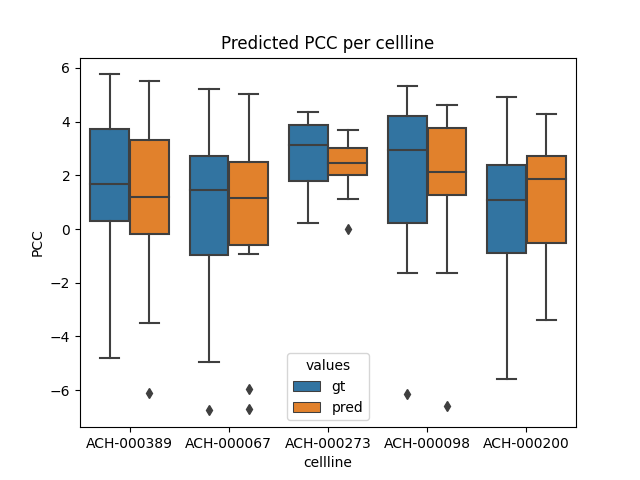 Predicted PCC per cellline
PCC
6
4
2
0
−2
−4
−6
values
gt
pred
ACH-000389 ACH-000067 ACH-000273 ACH-000098 ACH-000200
cellline